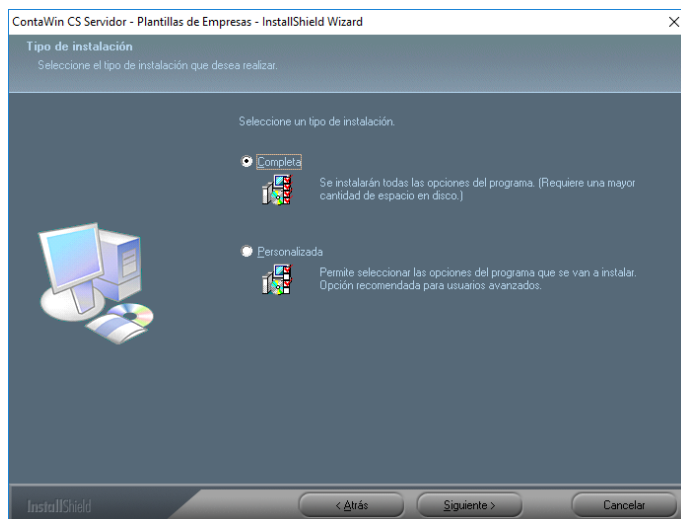 ContaWin CS Servidor - Plantillas de Empresas - InstallShield Wizard
Tipo de instalación
Seleccione el tipo de instalación que desea realizar.
Seleccione un tipo de instalación.
Completa
Se instalarán todas las opciones del programa. (Requiere una mayor
cantidad de espacio en disco.)
Personalizada
Permite seleccionar las opciones del programa que se van a instalar.
Opción recomendada para usuarios avanzados.
InstallShield
< Atrás
Siguiente >
Cancelar